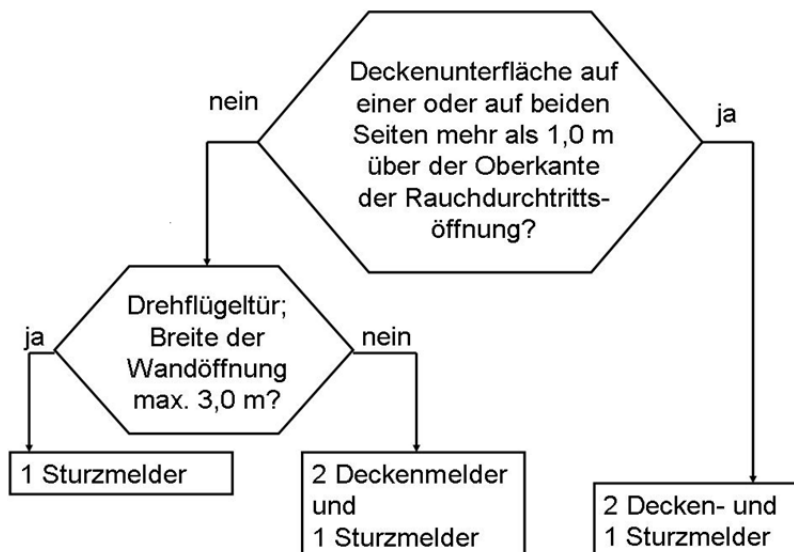 Deckenunterfläche auf
einer oder auf beiden
Seiten mehr als 1,0 m
über der Oberkante
der Rauchdurchtritts-
öffnung?
nein
ja
Drehflügeltür;
Breite der
Wandöffnung
max. 3,0 m?
ja
nein
1 Sturzmelder
2 Deckenmelder
und
1 Sturzmelder
2 Decken- und
1 Sturzmelder